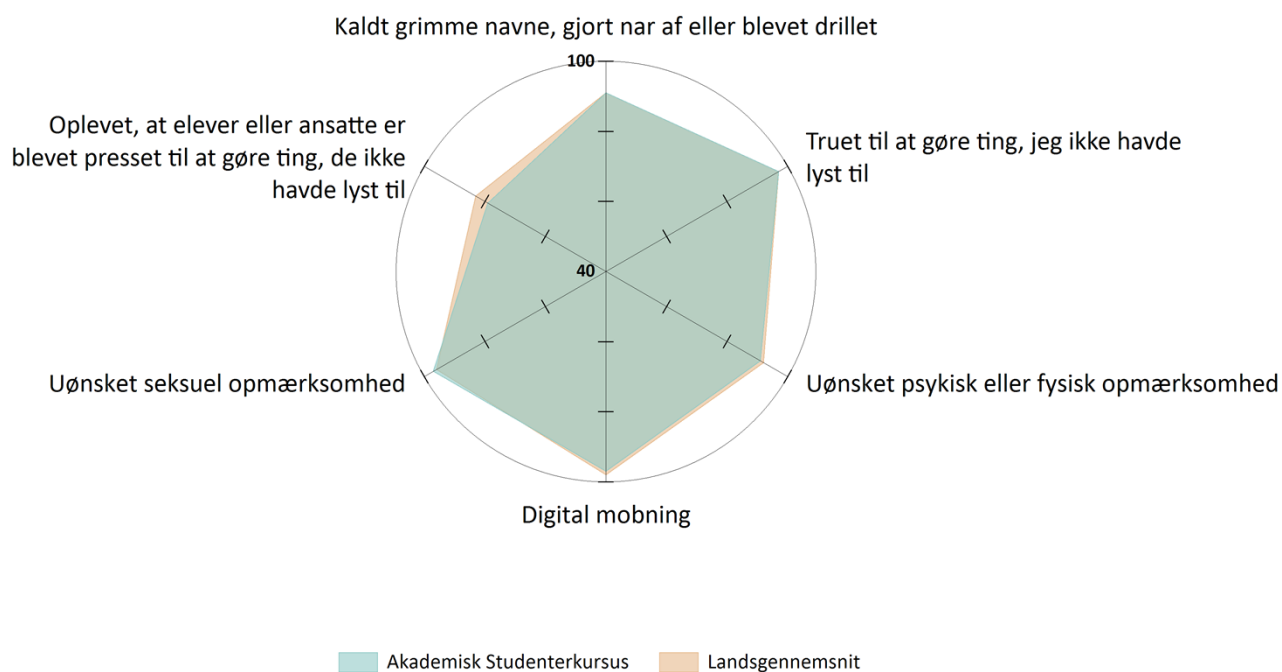 Kaldt grimme navne, gjort nar af eller blevet drillet
100
Oplevet, at elever eller ansatte er
blevet presset til at gøre ting, de ikke
havde lyst til
Truet til at gøre ting, jeg ikke havde
lyst til
40
Uønsket seksuel opmærksomhed
Uønsket psykisk eller fysisk opmærksomhed
Digital mobning
Akademisk Studenterkursus
Landsgennemsnit